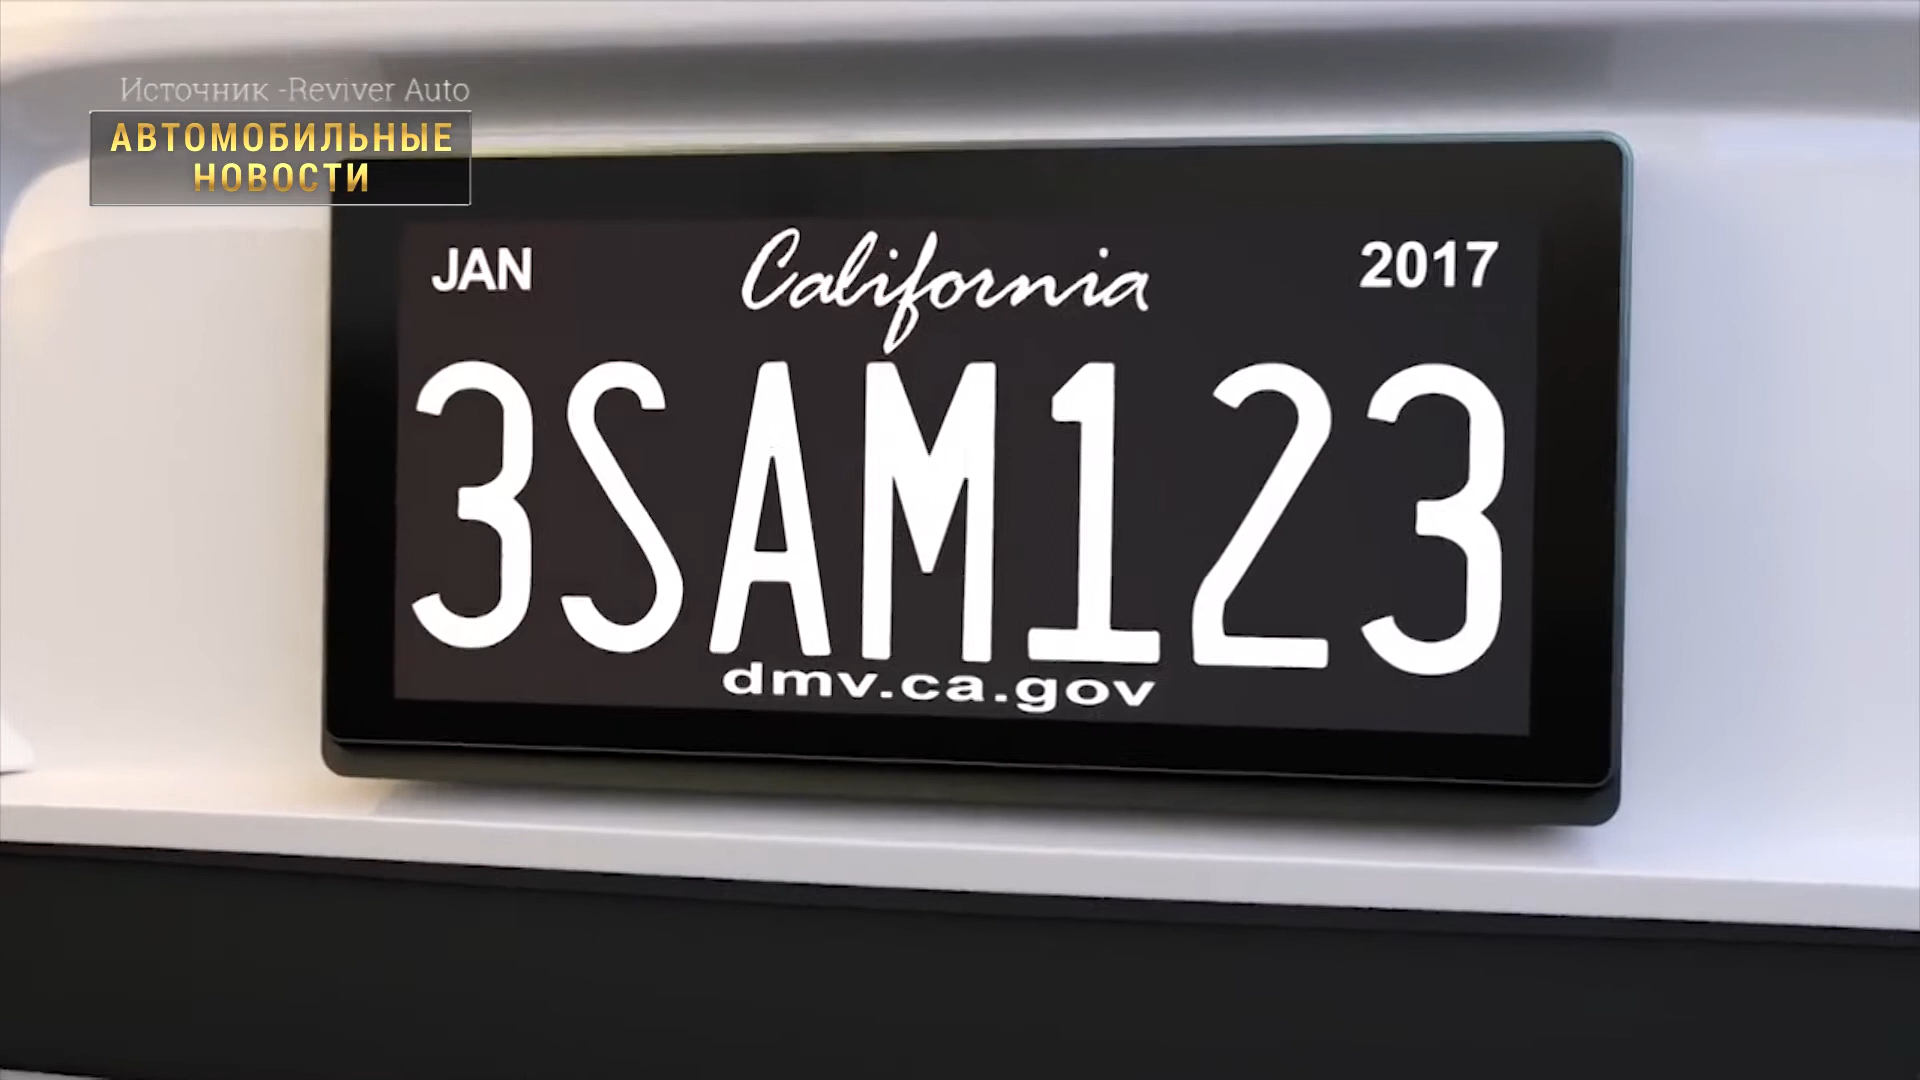 Источник -Reviver Auto
АВТОМОБИЛЬНЫЕ
НОВОСТИ
JAN California 2017
3SAM123
dmv.ca.gov